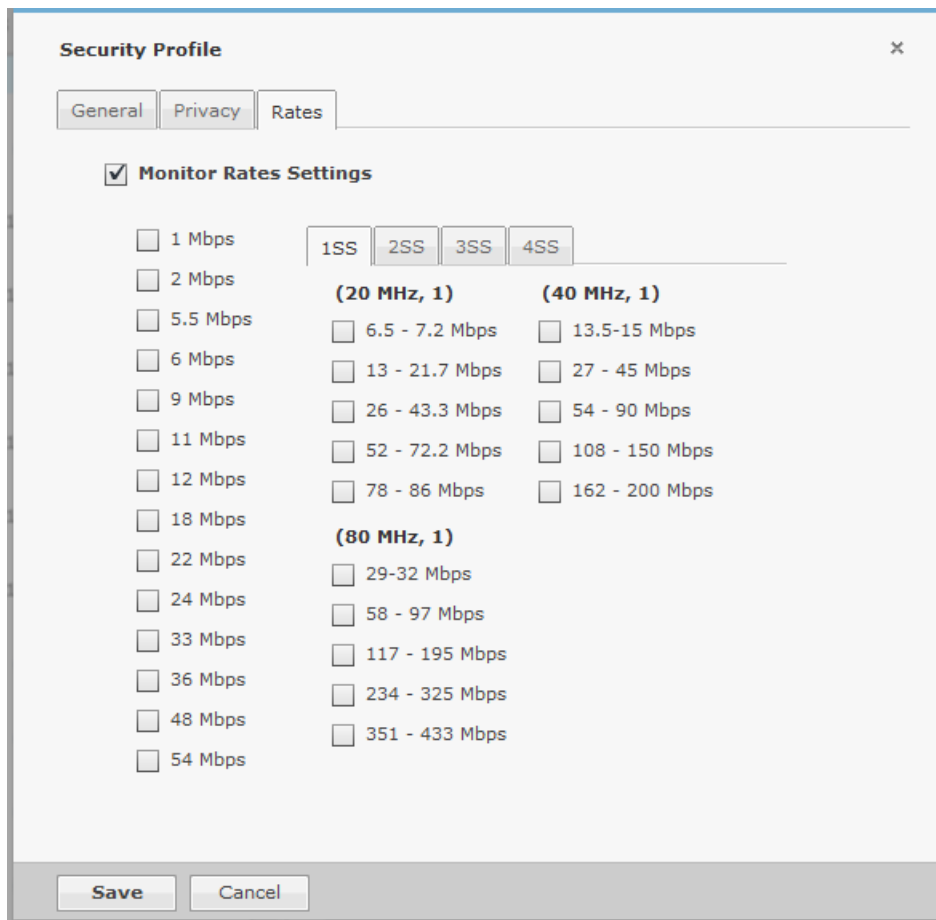 Security Profile
×
General Privacy Rates
Monitor Rates Settings
1 Mbps
2 Mbps
5.5 Mbps
6 Mbps
9 Mbps
11 Mbps
12 Mbps
18 Mbps
22 Mbps
24 Mbps
33 Mbps
36 Mbps
48 Mbps
54 Mbps
1SS 2SS 3SS 4SS
(20 MHz, 1)
6.5 - 7.2 Mbps
13 - 21.7 Mbps
26 - 43.3 Mbps
52 - 72.2 Mbps
78 - 86 Mbps
(40 MHz, 1)
13.5-15 Mbps
27 - 45 Mbps
54 - 90 Mbps
108 - 150 Mbps
162 - 200 Mbps
(80 MHz, 1)
29-32 Mbps
58 - 97 Mbps
117 - 195 Mbps
234 - 325 Mbps
351 - 433 Mbps
Save Cancel